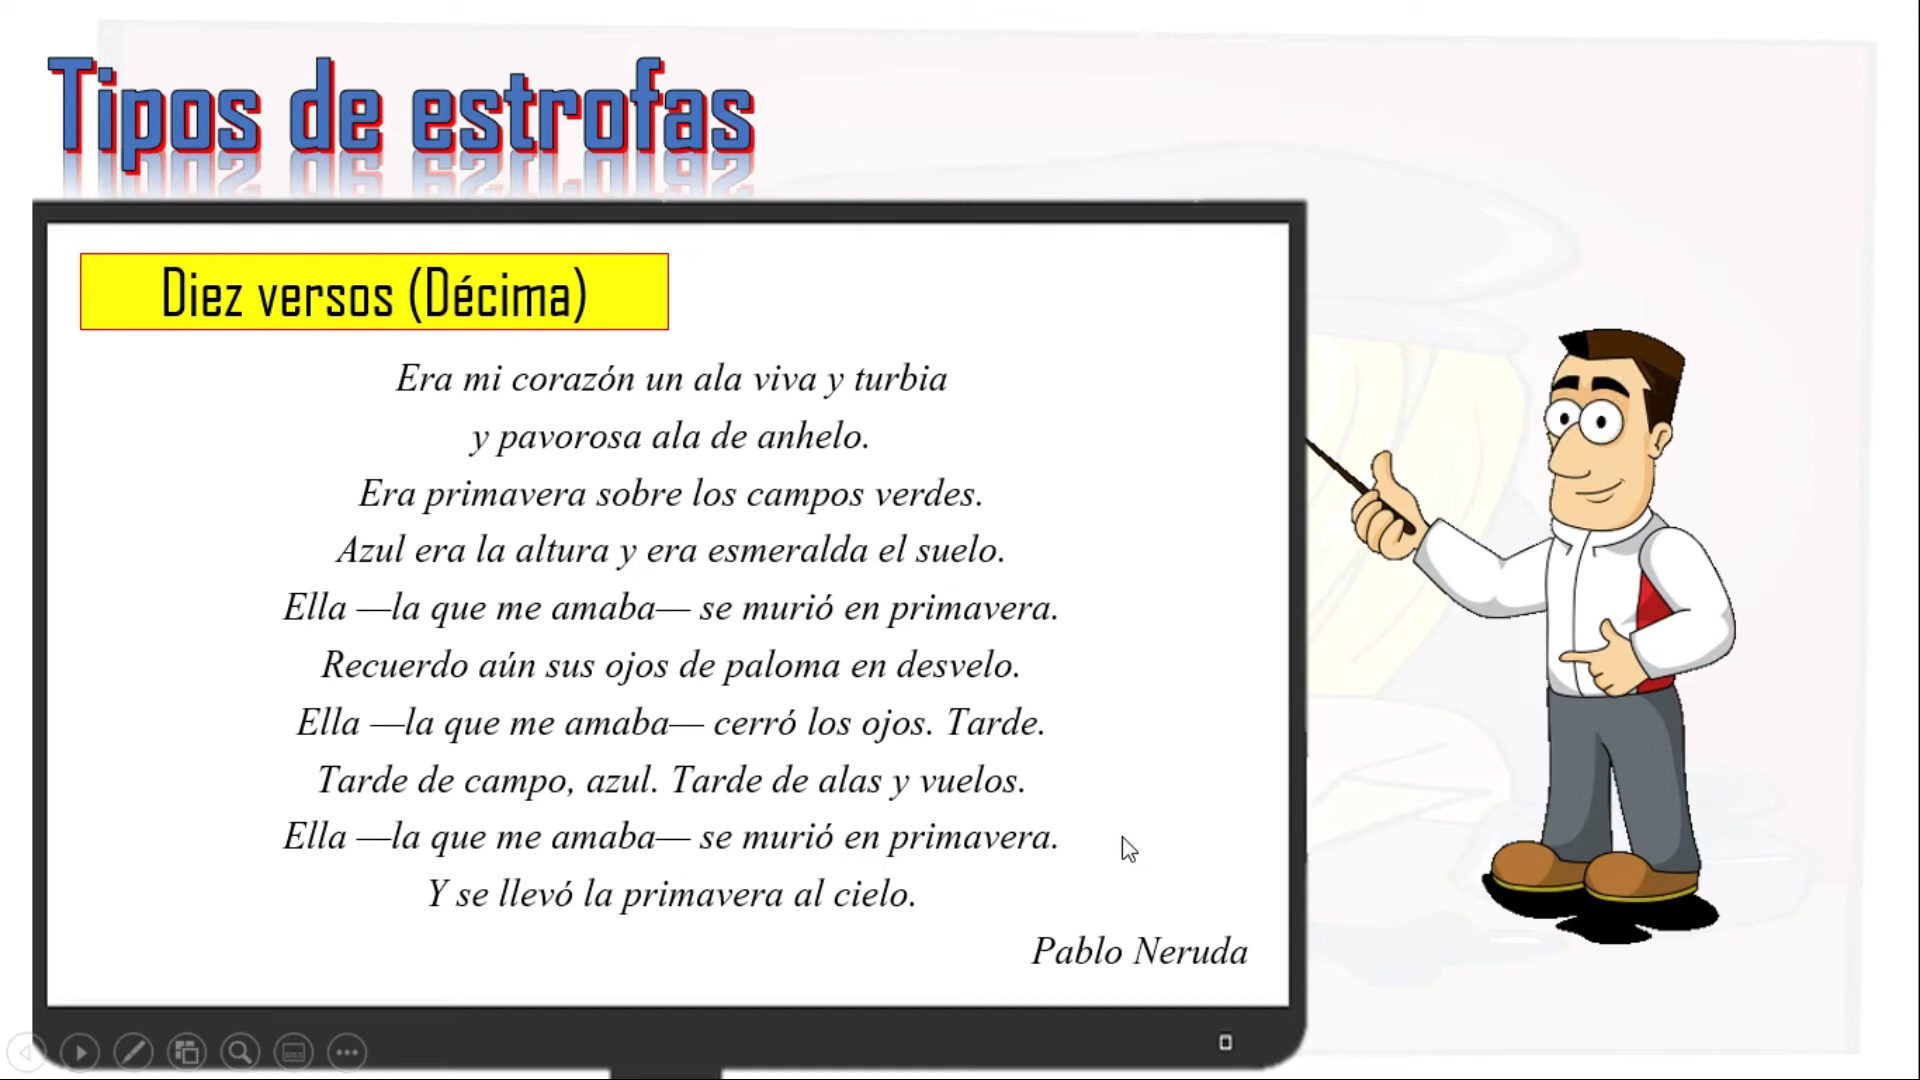 Tipos de estrofas
Diez versos (Décima)
Era mi corazón un ala viva y turbia
y pavorosa ala de anhelo.
Era primavera sobre los campos verdes.
Azul era la altura y era esmeralda el suelo.
Ella —la que me amaba— se murió en primavera.
Recuerdo aún sus ojos de paloma en desvelo.
Ella —la que me amaba— cerró los ojos. Tarde.
Tarde de campo, azul. Tarde de alas y vuelos.
Ella —la que me amaba— se murió en primavera.
Y se llevó la primavera al cielo.
Pablo Neruda